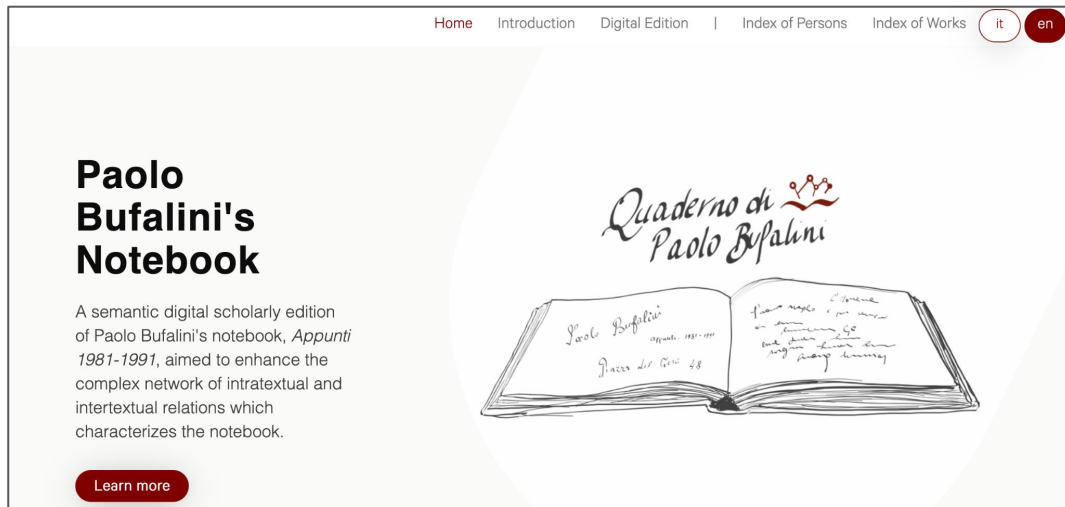 Home Introduction Digital Edition | Index of Persons Index of Works it en
Paolo
Bufalini's
Notebook
A semantic digital scholarly edition
of Paolo Bufalini's notebook, Appunti
1981-1991, aimed to enhance the
complex network of intratextual and
intertextual relations which
characterizes the notebook.
Learn more
Quaderno di
Paolo Bufalini
Paolo Bufalini
Appunti 1981-1991
Piazza del Gesù 48